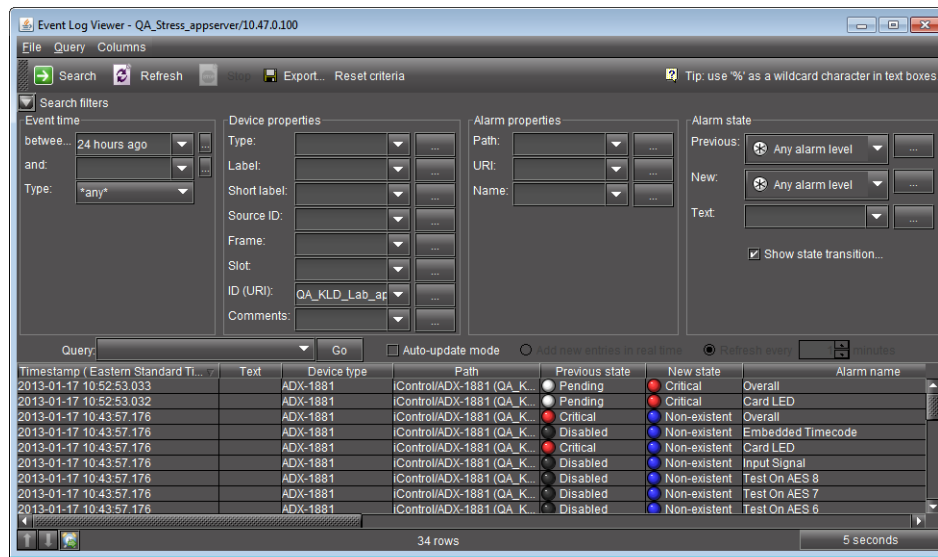 Event Log Viewer - QA_Stress_appserver/10.47.0.100
File Query Columns
Search Refresh Stop Export... Reset criteria Tip: use '%' as a wildcard character in text boxes
Search filters
Event time
betwee... 24 hours ago ...
and: ...
Type: *any*
Device properties
Type: ...
Label: ...
Short label: ...
Source ID: ...
Frame: ...
Slot: ...
ID (URI): QA_KLD_Lab_ap ...
Comments: ...
Alarm properties
Path: ...
URI: ...
Name: ...
Alarm state
Previous: Any alarm level ...
New: Any alarm level ...
Text: ...
Show state transition...
Query: Go Auto-update mode Add new entries in real time Refresh every minutes
Timestamp ( Eastern Standard Ti... Text Device type Path Previous state New state Alarm name
2013-01-17 10:52:53.033 ADX-1881 iControl/ADX-1881 (QA_K... Pending Critical Overall
2013-01-17 10:52:53.032 ADX-1881 iControl/ADX-1881 (QA_K... Pending Critical Card LED
2013-01-17 10:43:57.176 ADX-1881 iControl/ADX-1881 (QA_K... Critical Non-existent Overall
2013-01-17 10:43:57.176 ADX-1881 iControl/ADX-1881 (QA_K... Disabled Non-existent Embedded Timecode
2013-01-17 10:43:57.176 ADX-1881 iControl/ADX-1881 (QA_K... Critical Non-existent Card LED
2013-01-17 10:43:57.176 ADX-1881 iControl/ADX-1881 (QA_K... Disabled Non-existent Input Signal
2013-01-17 10:43:57.176 ADX-1881 iControl/ADX-1881 (QA_K... Disabled Non-existent Test On AES 8
2013-01-17 10:43:57.176 ADX-1881 iControl/ADX-1881 (QA_K... Disabled Non-existent Test On AES 7
2013-01-17 10:43:57.176 ADX-1881 iControl/ADX-1881 (QA_K... Disabled Non-existent Test On AES 6
34 rows 5 seconds